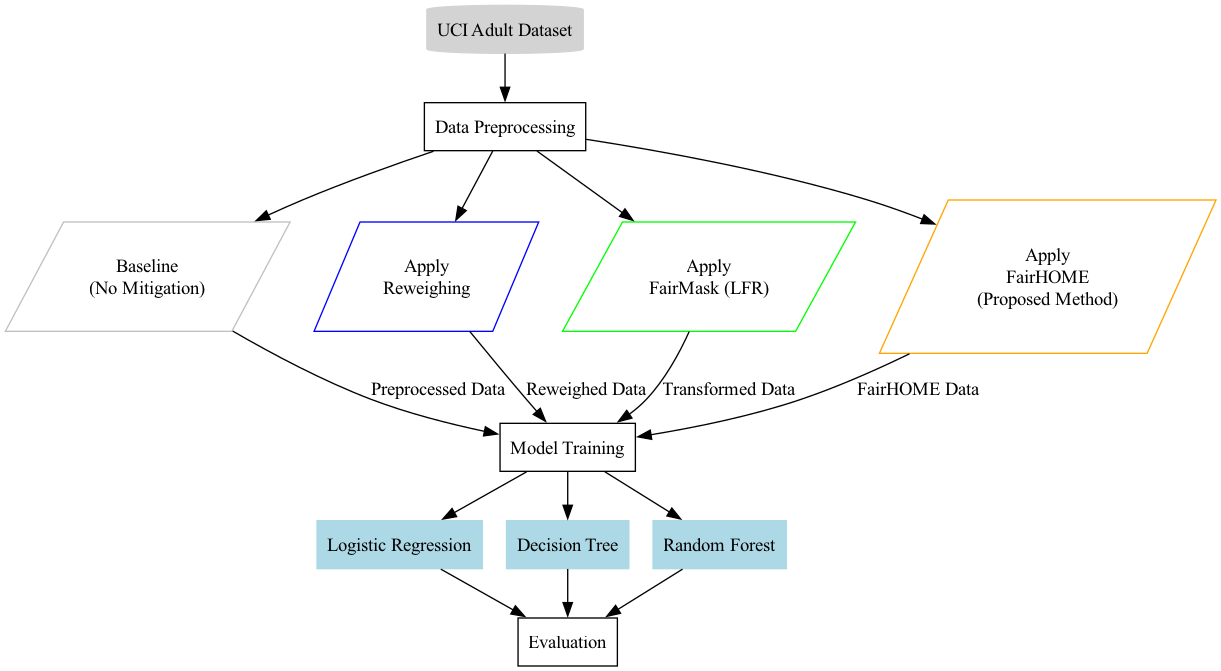 UCI Adult Dataset
Data Preprocessing
Baseline
(No Mitigation)
Apply
Reweighing
Apply
FairMask (LFR)
Apply
FairHOME
(Proposed Method)
Preprocessed Data
Reweighed Data
Transformed Data
FairHOME Data
Model Training
Logistic Regression
Decision Tree
Random Forest
Evaluation